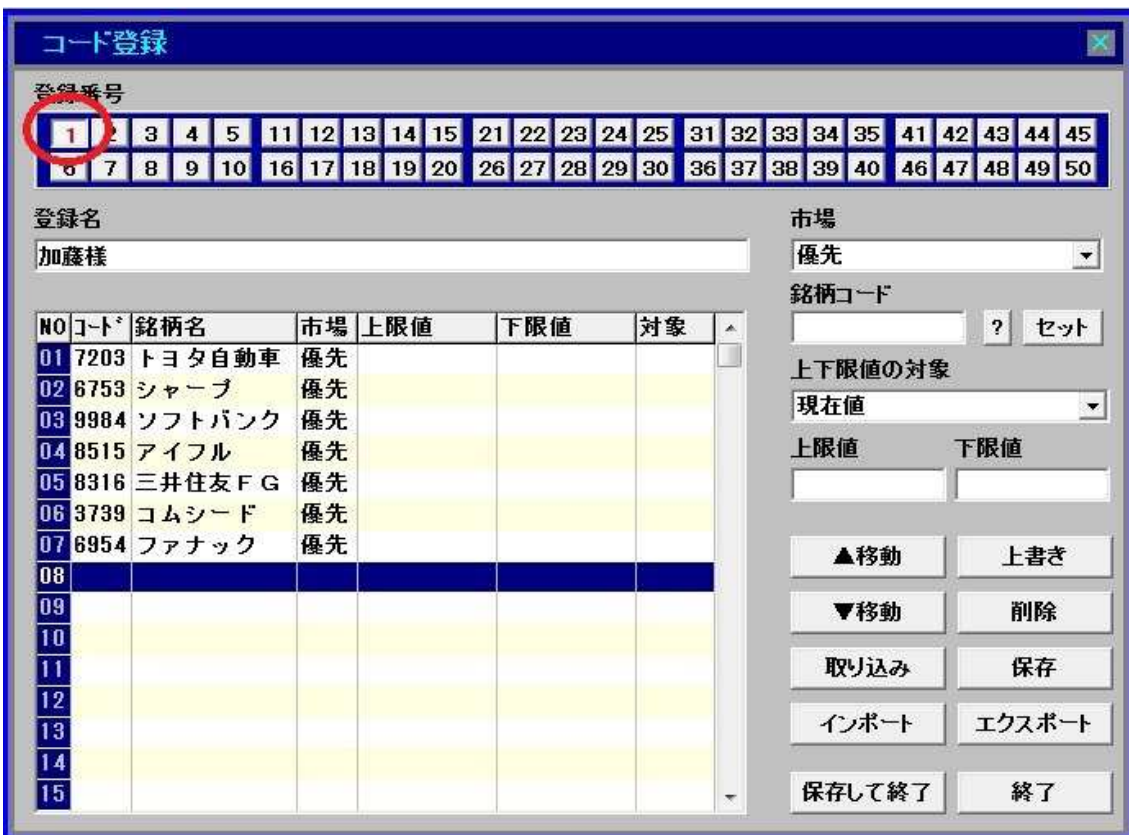 コード登録
登録番号
1 2 3 4 5 11 12 13 14 15 21 22 23 24 25 31 32 33 34 35 41 42 43 44 45
6 7 8 9 10 16 17 18 19 20 26 27 28 29 30 36 37 38 39 40 46 47 48 49 50
登録名
加藤様
市場
優先
銘柄コード
? セット
上下限値の対象
現在値
上限値 下限値
NO コード 銘柄名 市場 上限値 下限値 対象
01 7203 トヨタ自動車 優先
02 6753 シャープ 優先
03 9984 ソフトバンク 優先
04 8515 アイフル 優先
05 8316 三井住友FG 優先
06 3739 コムシード 優先
07 6954 ファナック 優先
08
09
10
11
12
13
14
15
▲移動 上書き
▼移動 削除
取り込み 保存
インポート エクスポート
保存して終了 終了